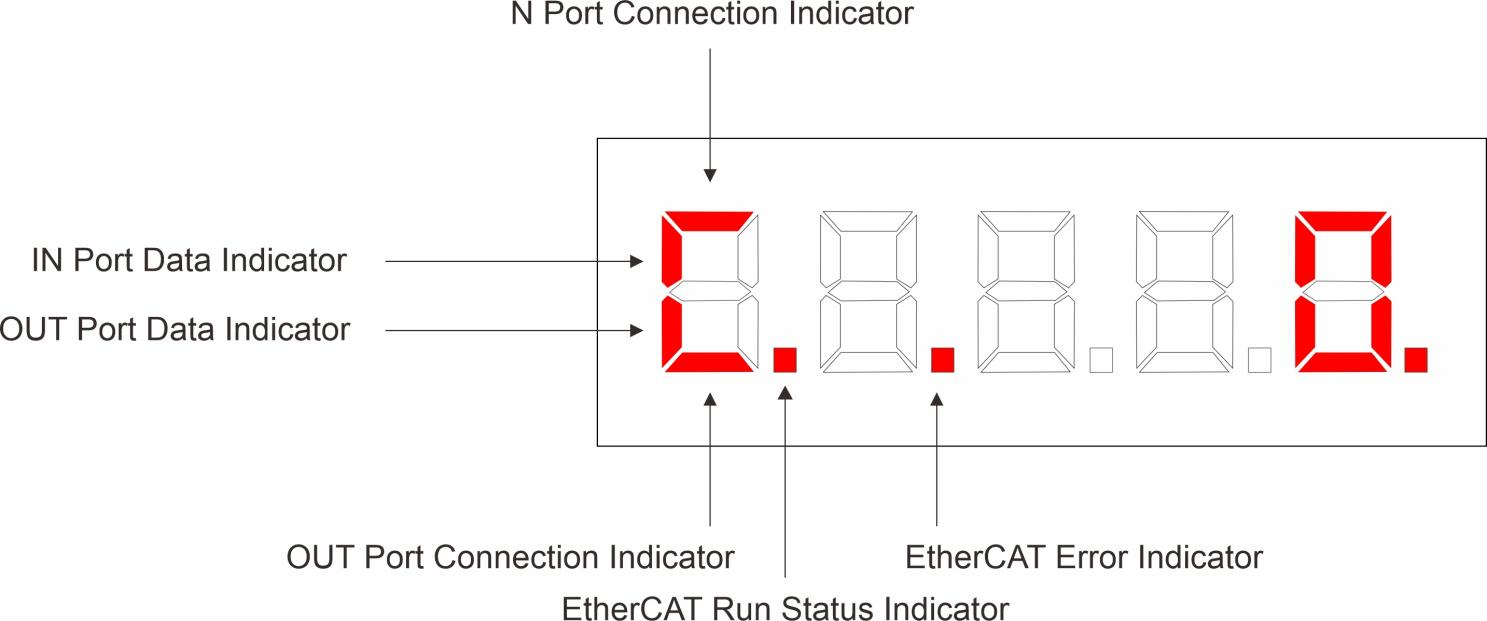 N Port Connection Indicator
IN Port Data Indicator
OUT Port Data Indicator
OUT Port Connection Indicator
EtherCAT Error Indicator
EtherCAT Run Status Indicator